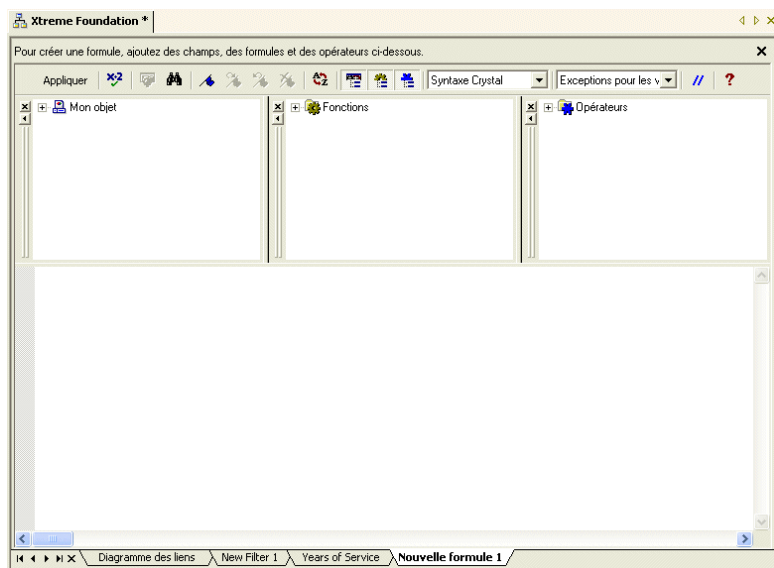 Xtreme Foundation *
Pour créer une formule, ajoutez des champs, des formules et des opérateurs ci-dessous.
Appliquer x+2 Syntaxe Crystal Exceptions pour les v // ?
Mon objet Fonctions Opérateurs
Diagramme des liens New Filter 1 Years of Service Nouvelle formule 1